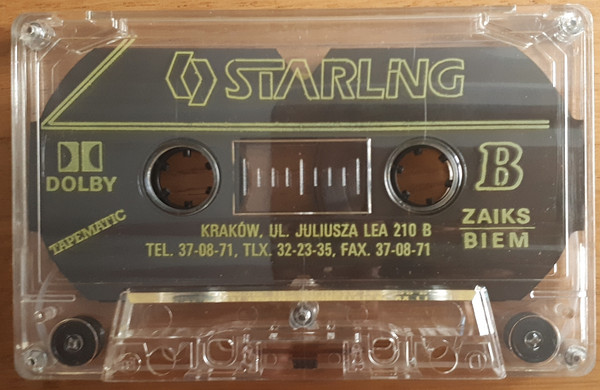 STARLING
DOLBY
B
TAPEMATIC
ZAIKS
BIEM
KRAKÓW, UL. JULIUSZA LEA 210 B
TEL. 37-08-71, TLX. 32-23-35, FAX. 37-08-71